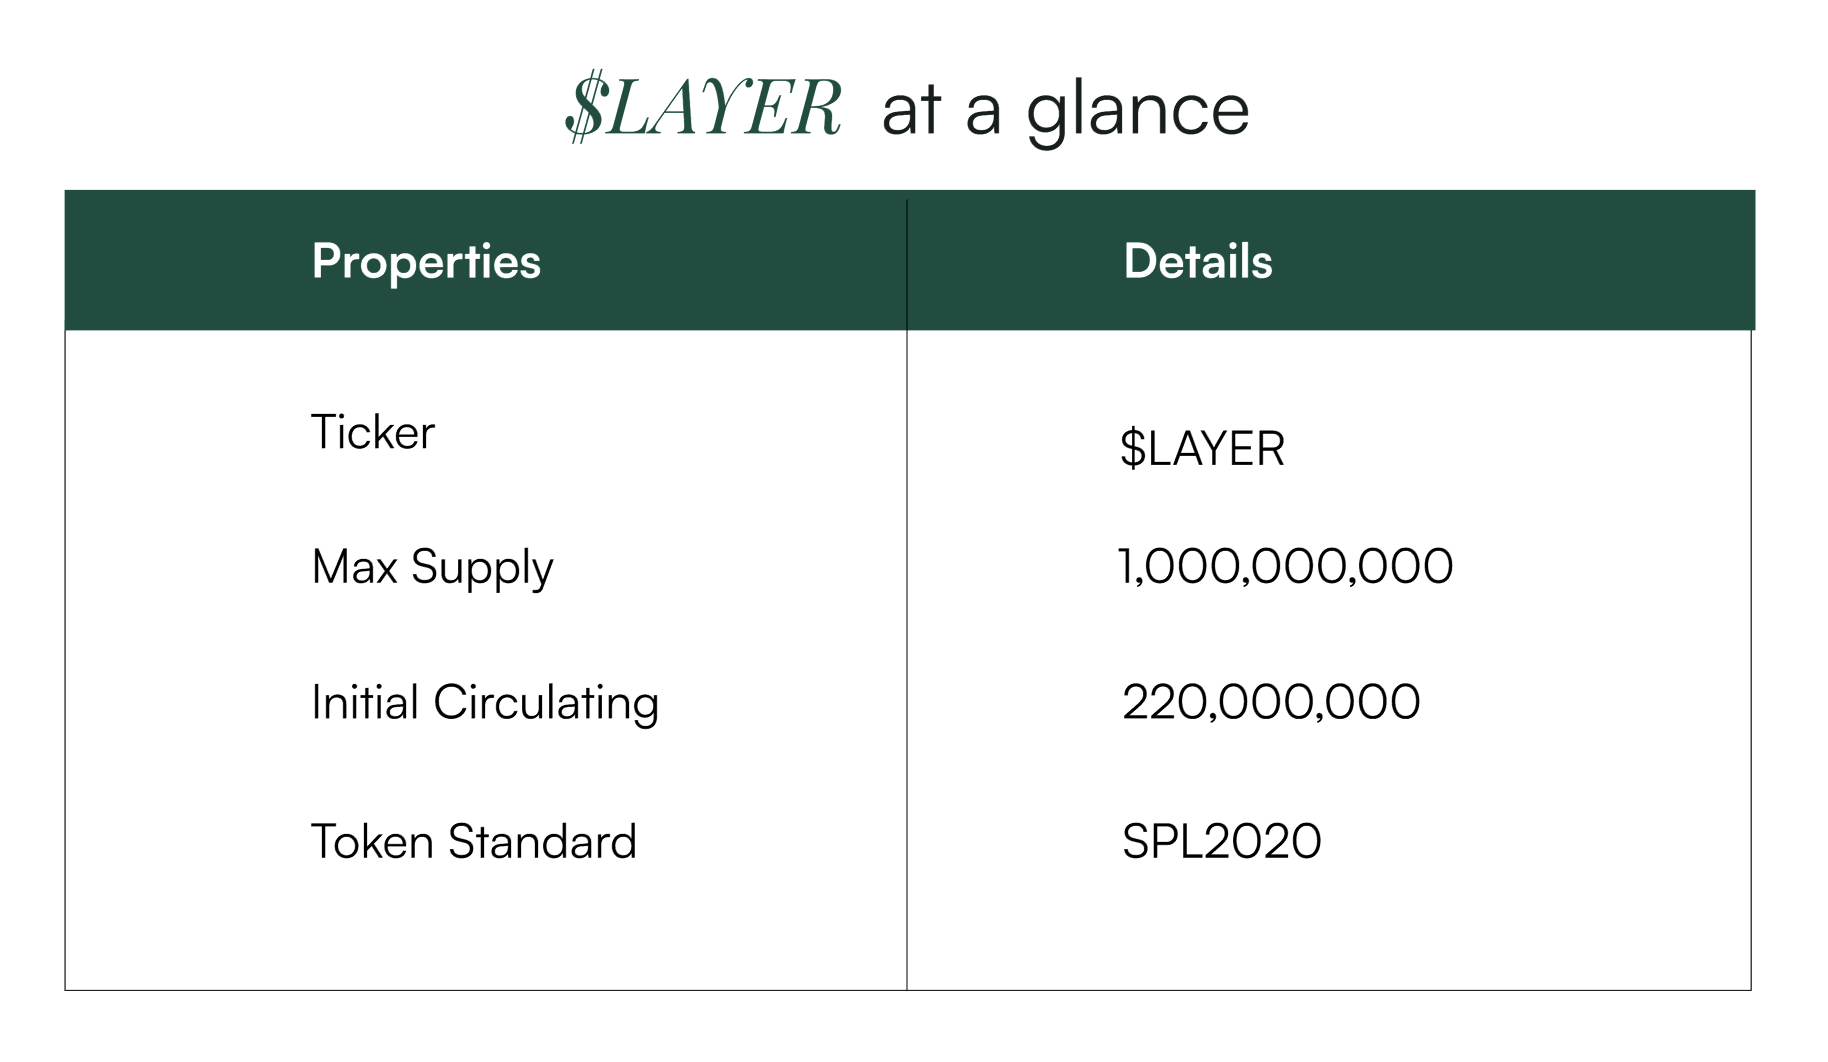 $LAYER at a glance
Properties Details
Ticker $LAYER
Max Supply 1,000,000,000
Initial Circulating 220,000,000
Token Standard SPL2020